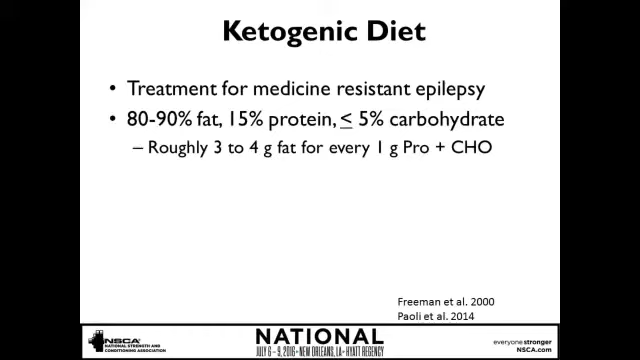 Ketogenic Diet
• Treatment for medicine resistant epilepsy
• 80-90% fat, 15% protein, ≤ 5% carbohydrate
– Roughly 3 to 4 g fat for every 1 g Pro + CHO
Freeman et al. 2000
Paoli et al. 2014
NSCA
NATIONAL STRENGTH AND
CONDITIONING ASSOCIATION
NATIONAL
JULY 6 – 9, 2016 • NEW ORLEANS, LA • HYATT REGENCY
everyone stronger
NSCA.com